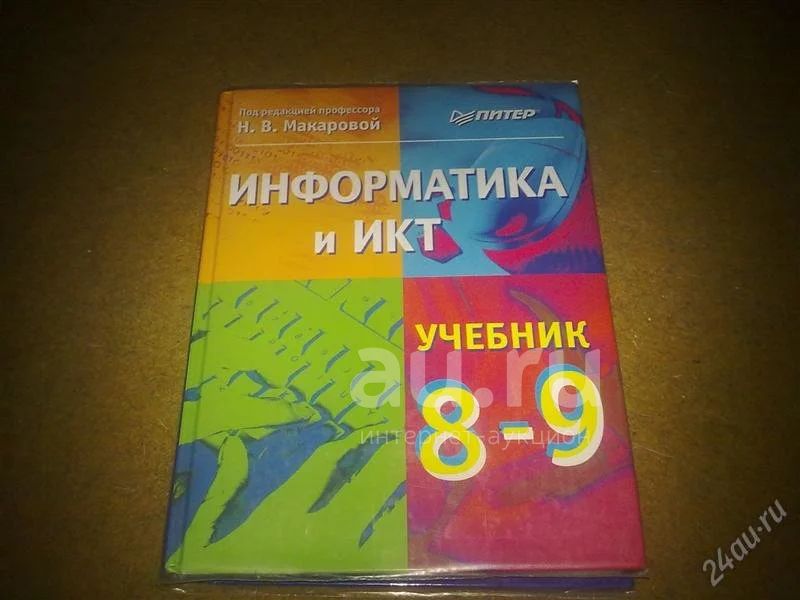 Под редакцией профессора
Н. В. Макаровой
ПИТЕР
ИНФОРМАТИКА
и ИКТ
УЧЕБНИК
8-9
au.ru
интернет-аукцион
24au.ru